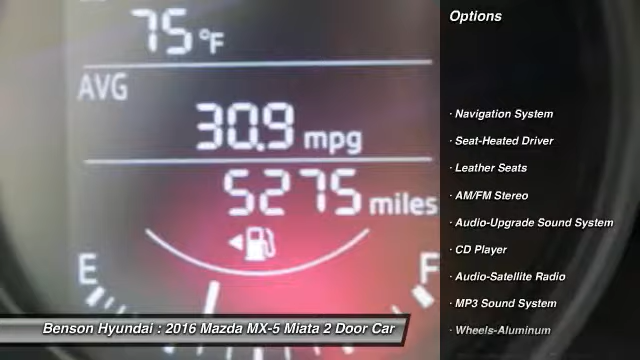 75°F
AVG
30.9 mpg
5275 miles
E F
Benson Hyundai : 2016 Mazda MX-5 Miata 2 Door Car
Options
· Navigation System
· Seat-Heated Driver
· Leather Seats
· AM/FM Stereo
· Audio-Upgrade Sound System
· CD Player
· Audio-Satellite Radio
· MP3 Sound System
· Wheels-Aluminum